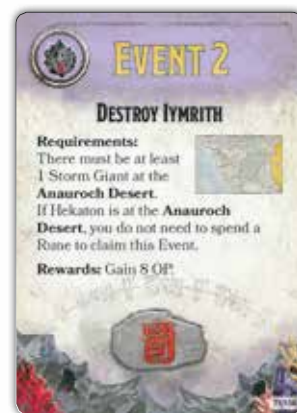 EVENT 2
DESTROY IYMRITH
Requirements:
There must be at least
1 Storm Giant at the
Anauroch Desert.
If Hekaton is at the Anauroch
Desert, you do not need to spend a
Rune to claim this Event.
Rewards: Gain 8 OP.